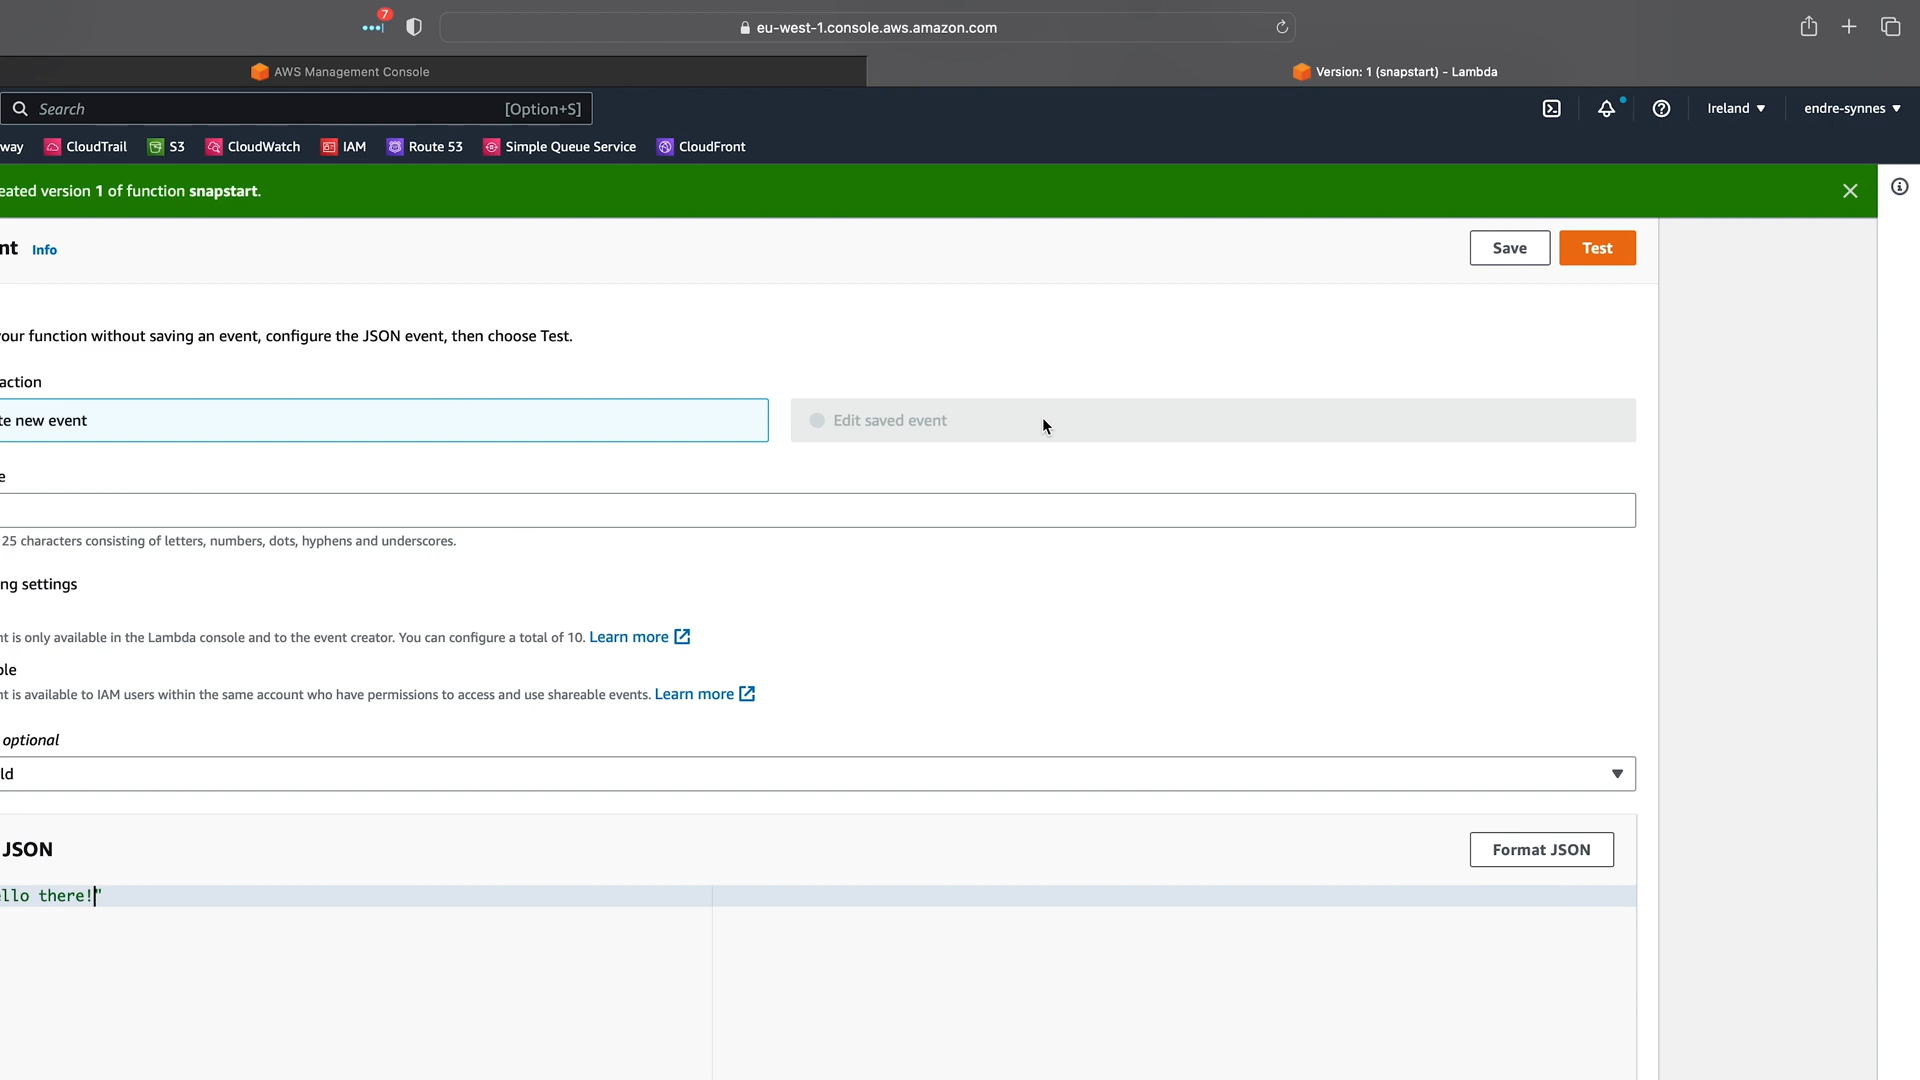 7
eu-west-1.console.aws.amazon.com
AWS Management Console
Version: 1 (snapstart) - Lambda
Search
[Option+S]
Ireland ▼
endre-synnes ▼
way
CloudTrail
S3
CloudWatch
IAM
Route 53
Simple Queue Service
CloudFront
eated version 1 of function snapstart.
nt Info
Save
Test
our function without saving an event, configure the JSON event, then choose Test.
action
te new event
Edit saved event
e
25 characters consisting of letters, numbers, dots, hyphens and underscores.
ng settings
nt is only available in the Lambda console and to the event creator. You can configure a total of 10. Learn more
ble
nt is available to IAM users within the same account who have permissions to access and use shareable events. Learn more
optional
ld
JSON
Format JSON
ello there!"